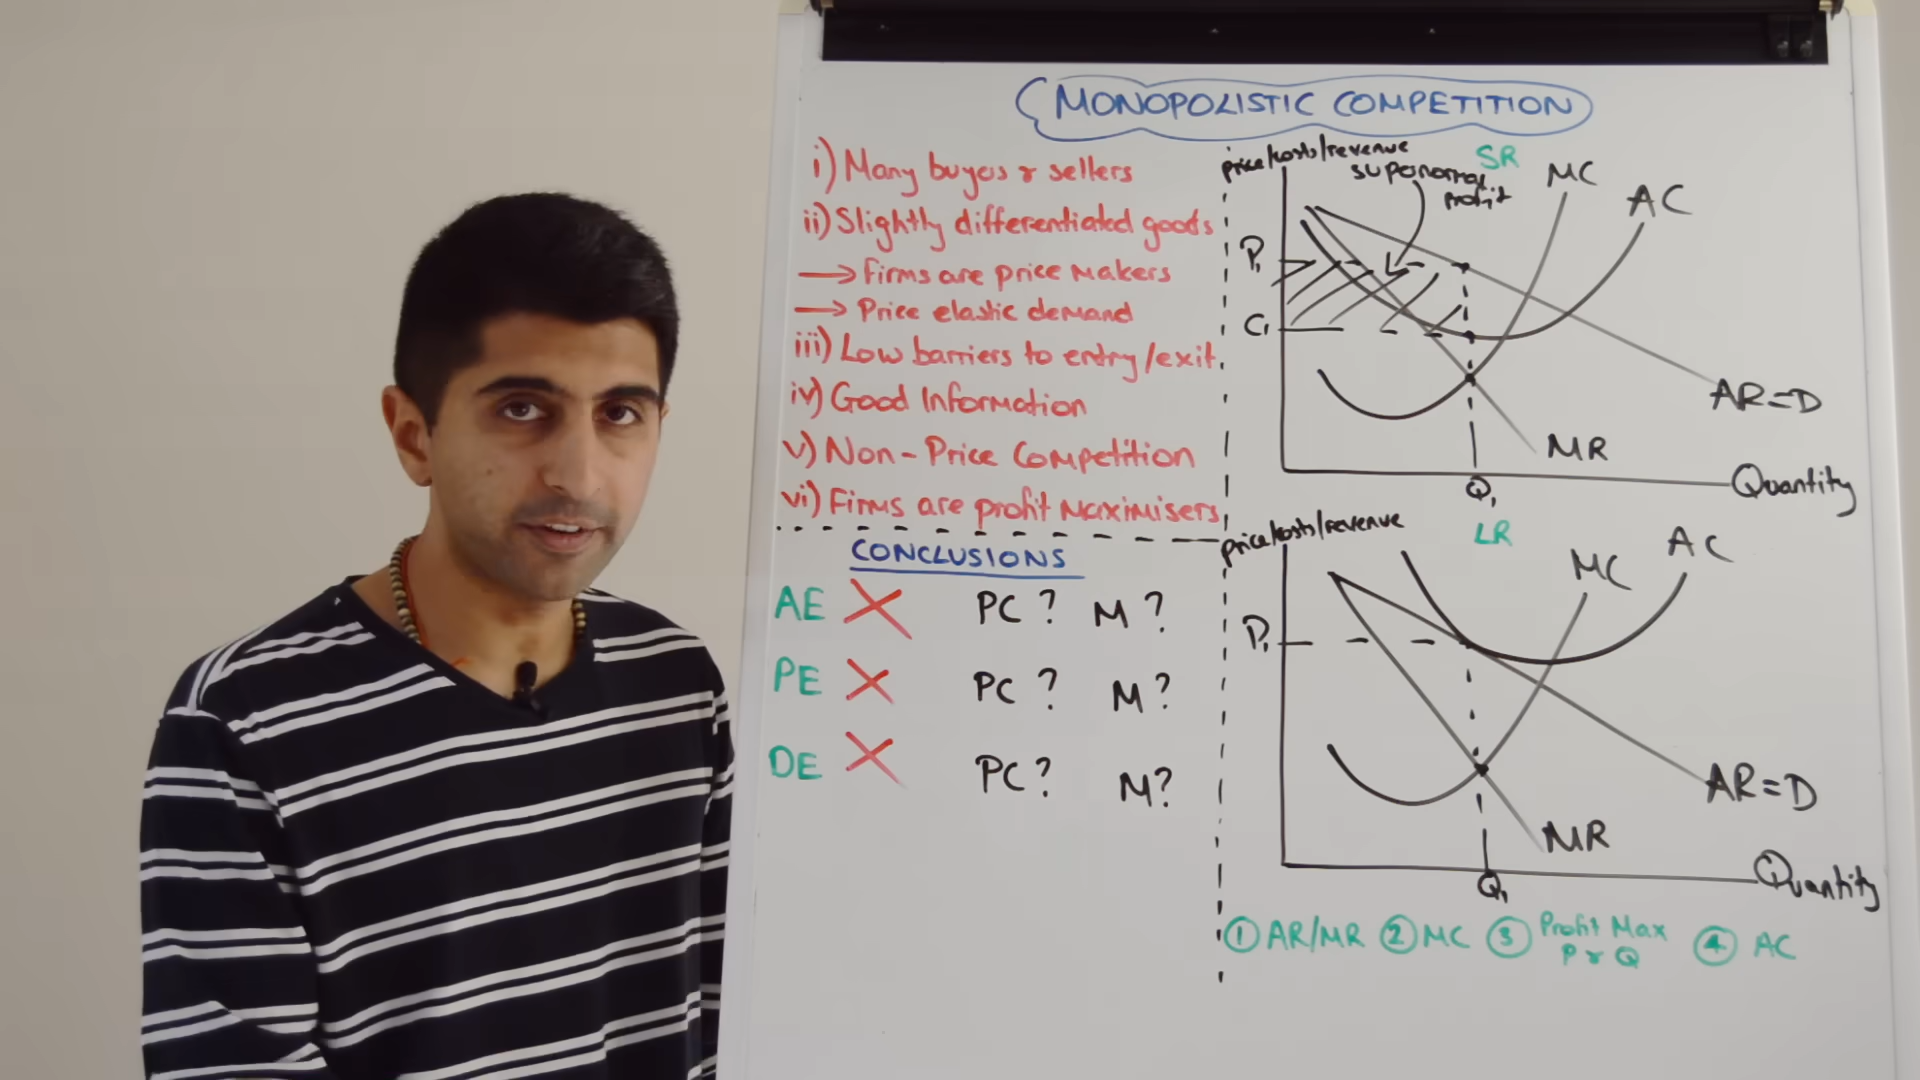 MONOPOLISTIC COMPETITION
i) Many buyers & sellers
ii) Slightly differentiated goods
→ Firms are price makers
→ Price elastic demand
iii) Low barriers to entry/exit
iv) Good Information
v) Non-Price Competition
vi) Firms are profit Maximisers
CONCLUSIONS
AE X PC? M?
PE X PC? M?
DE X PC? M?
price/costs/revenue
SR
supernormal
profit
MC
AC
P₁
C₁
AR=D
MR
Quantity
Q₁
price/costs/revenue
LR
MC
AC
P₁
AR=D
MR
Quantity
Q₁
① AR/MR ② MC ③ Profit Max
P & Q
④ AC